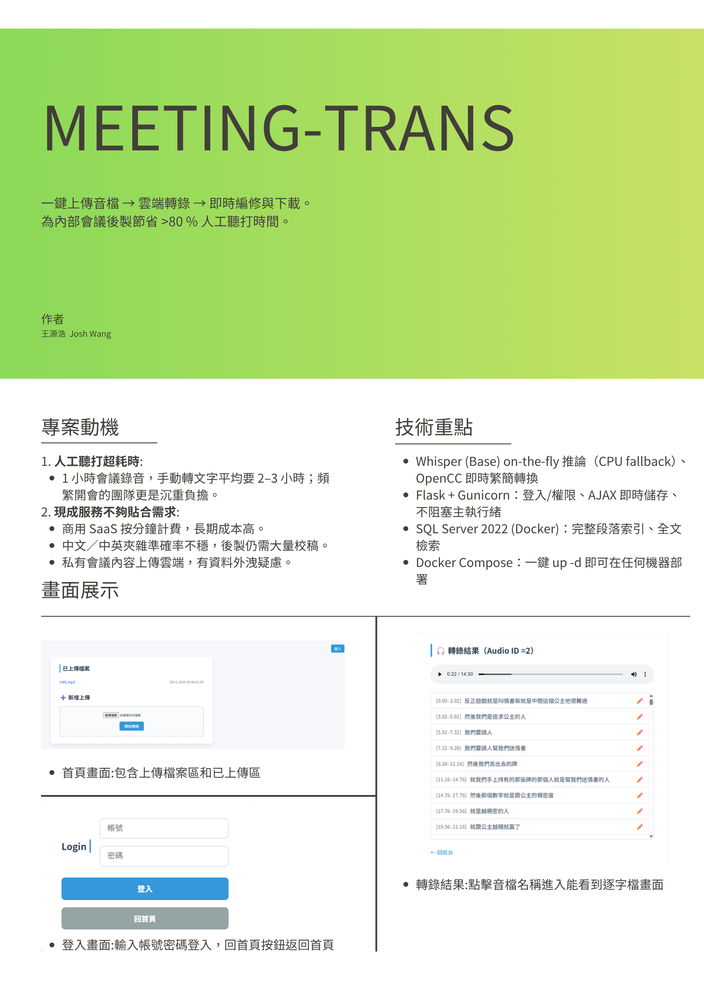 MEETING-TRANS
一鍵上傳音檔 → 雲端轉錄 → 即時編修與下載。
為內部會議後製節省 >80 % 人工聽打時間。
作者
王源浩 Josh Wang
專案動機
1. 人工聽打超耗時:
• 1 小時會議錄音，手動轉文字平均要 2–3 小時；頻
繁開會的團隊更是沉重負擔。
2. 現成服務不夠貼合需求:
• 商用 SaaS 按分鐘計費，長期成本高。
• 中文／中英夾雜準確率不穩，後製仍需大量校稿。
• 私有會議內容上傳雲端，有資料外洩疑慮。
技術重點
• Whisper (Base) on-the-fly 推論（CPU fallback）、
OpenCC 即時繁簡轉換
• Flask + Gunicorn：登入/權限、AJAX 即時儲存、
不阻塞主執行緒
• SQL Server 2022 (Docker)：完整段落索引、全文
檢索
• Docker Compose：一鍵 up -d 即可在任何機器部
署
畫面展示
登入
已上傳檔案
+ 新增上傳
選擇檔案
開始轉錄
• 首頁畫面:包含上傳檔案區和已上傳區
Login
帳號
密碼
登入
回首頁
• 登入畫面:輸入帳號密碼登入，回首頁按鈕返回首頁
轉錄結果（Audio ID =2）
0:22 / 14:30
[0.00–3.92] 反正遊戲就是叫情書嘛就是中間這個公主他很難過
[3.92–5.92] 然後我們是追求公主的人
[5.92–7.32] 我們要請人
[7.32–9.28] 我們要請人幫我們送情書
[9.28–11.16] 然後我們丟出去的牌
[11.16–14.76] 就我們手上持有的那張牌的那個人就是幫我們送情書的人
[14.76–17.76] 然後那個數字就是跟公主的親密度
[17.76–19.56] 就是越親密的人
[19.56–21.16] 就跟公主越親就贏了
← 回前台
• 轉錄結果:點擊音檔名稱進入能看到逐字檔畫面